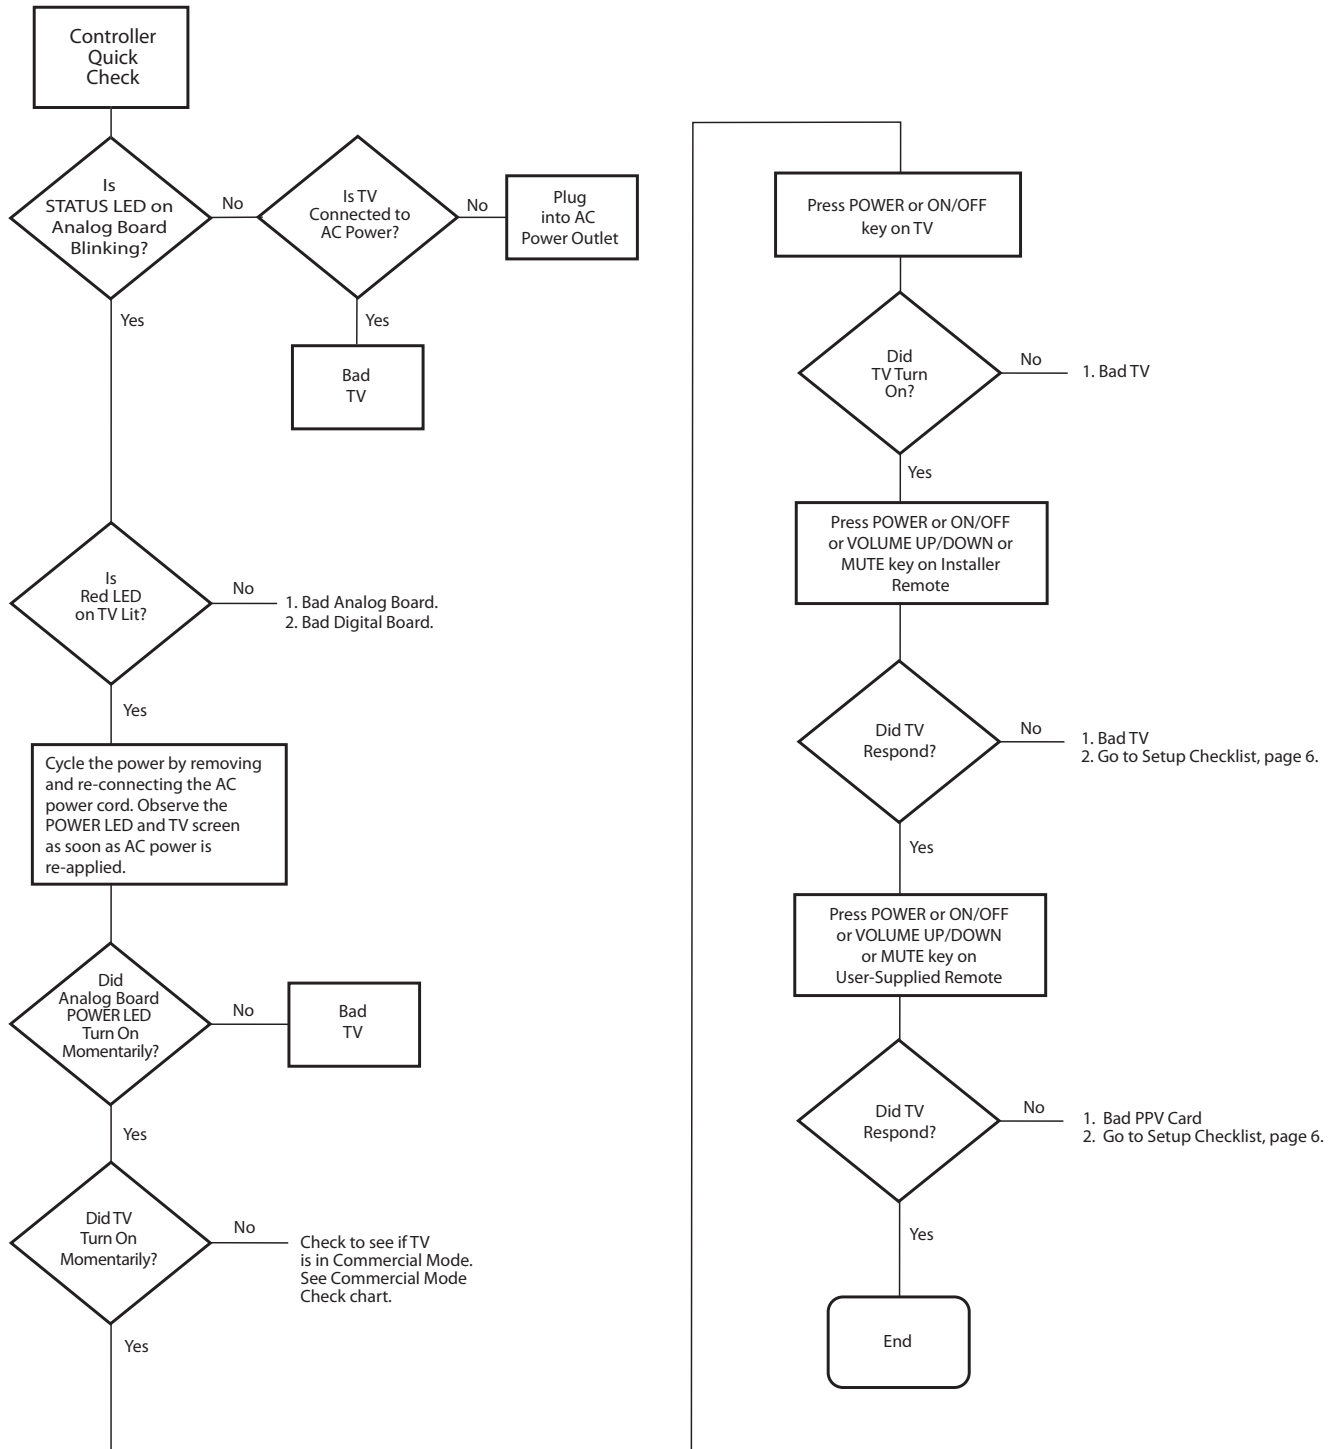 Controller
Quick
Check
Is
STATUS LED on
Analog Board
Blinking?
No
Is TV
Connected to
AC Power?
No
Plug
into AC
Power Outlet
Yes
Bad
TV
Yes
Is
Red LED
on TV Lit?
No
1. Bad Analog Board.
2. Bad Digital Board.
Yes
Cycle the power by removing
and re-connecting the AC
power cord. Observe the
POWER LED and TV screen
as soon as AC power is
re-applied.
Did
Analog Board
POWER LED
Turn On
Momentarily?
No
Bad
TV
Yes
Did TV
Turn On
Momentarily?
No
Check to see if TV
is in Commercial Mode.
See Commercial Mode
Check chart.
Yes
Press POWER or ON/OFF
key on TV
Did
TV Turn
On?
No
1. Bad TV
Yes
Press POWER or ON/OFF
or VOLUME UP/DOWN or
MUTE key on Installer
Remote
Did TV
Respond?
No
1. Bad TV
2. Go to Setup Checklist, page 6.
Yes
Press POWER or ON/OFF
or VOLUME UP/DOWN
or MUTE key on
User-Supplied Remote
Did TV
Respond?
No
1. Bad PPV Card
2. Go to Setup Checklist, page 6.
Yes
End